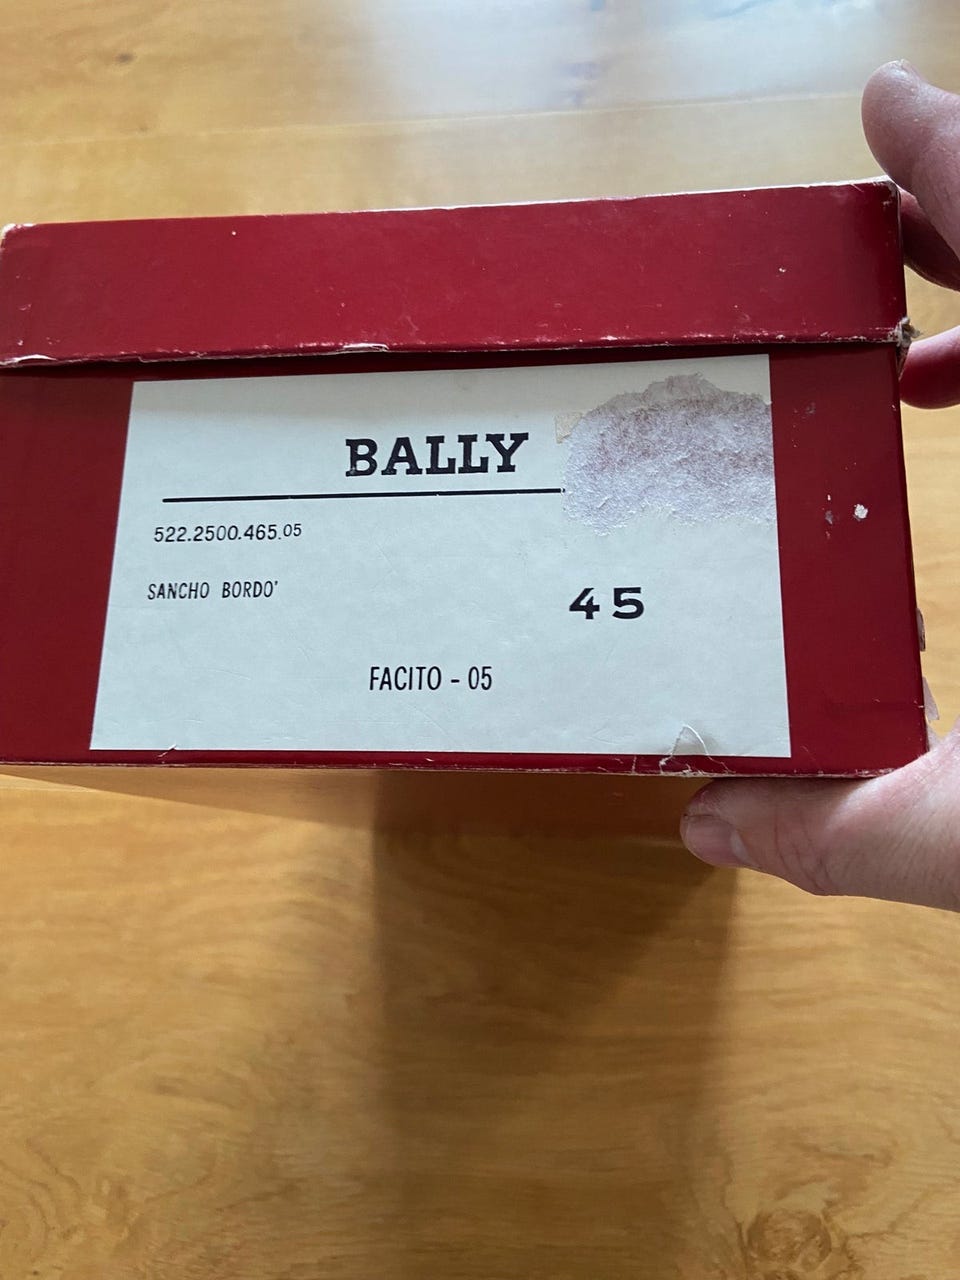 BALLY
522.2500.465.05
SANCHO BORDO'
45
FACITO - 05